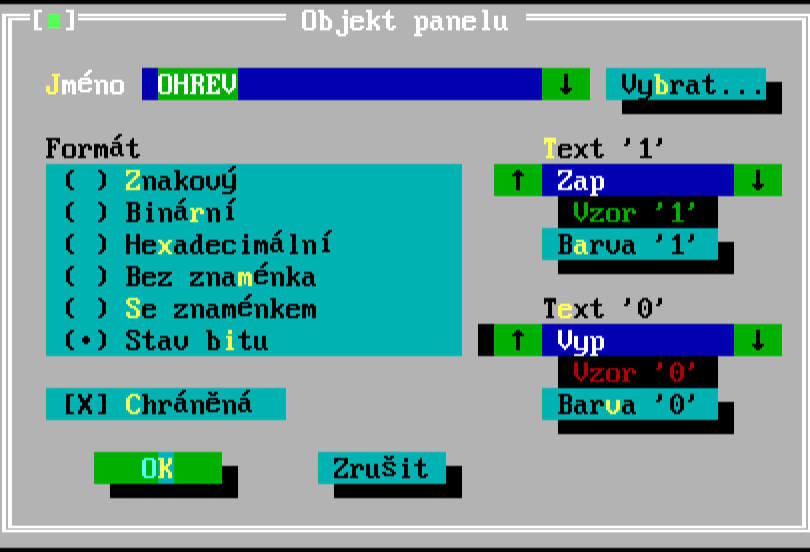 [■] Objekt panelu
Jméno OHREV ↓ Vybrat...
Formát
( ) Znakový
( ) Binární
( ) Hexadecimální
( ) Bez znaménka
( ) Se znaménkem
(•) Stav bitu
[X] Chráněná
Text '1'
↑ Zap ↓
Vzor '1'
Barva '1'
Text '0'
↑ Vyp ↓
Vzor '0'
Barva '0'
OK Zrušit